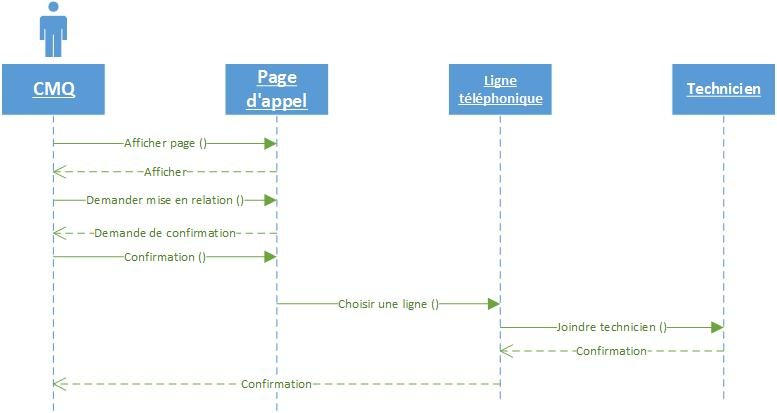 CMQ
Page
d'appel
Ligne
téléphonique
Technicien
Afficher page ()
Afficher
Demander mise en relation ()
Demande de confirmation
Confirmation ()
Choisir une ligne ()
Joindre technicien ()
Confirmation
Confirmation